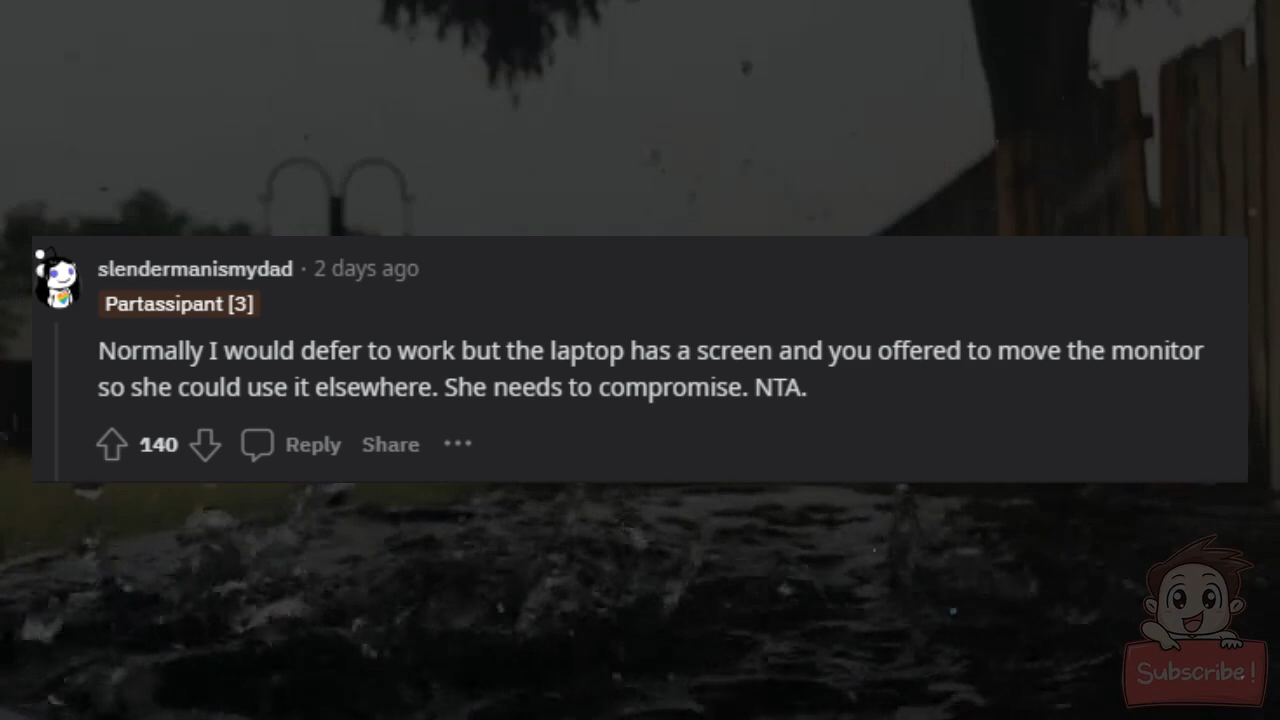 slendermanismydad · 2 days ago
Partassipant [3]
Normally I would defer to work but the laptop has a screen and you offered to move the monitor
so she could use it elsewhere. She needs to compromise. NTA.
140 Reply Share ···
Subscribe!